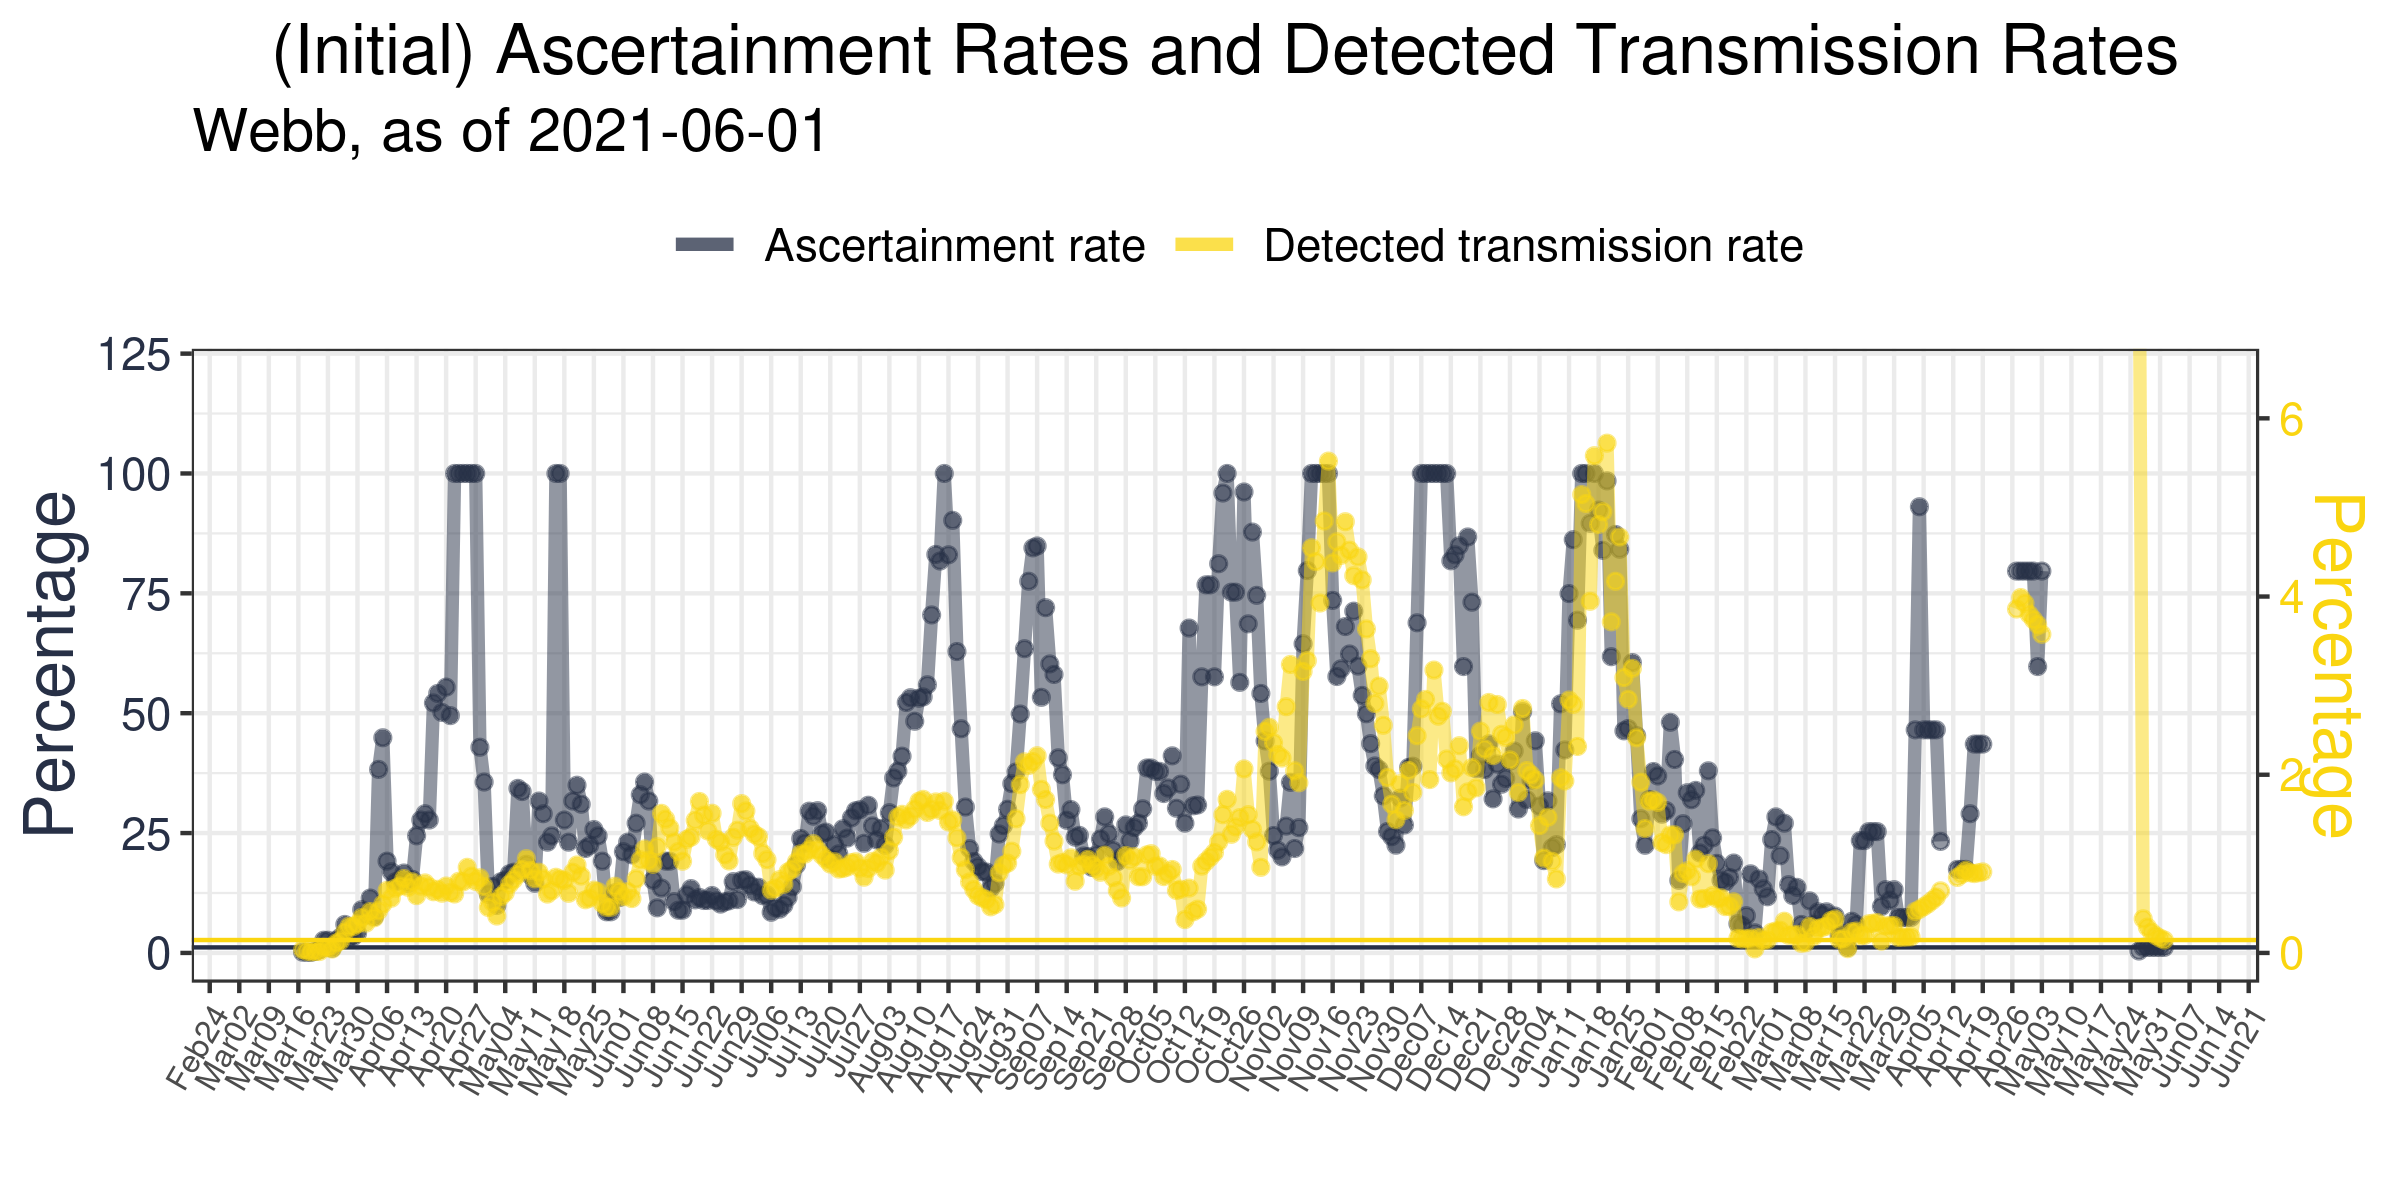 (Initial) Ascertainment Rates and Detected Transmission Rates
Webb, as of 2021-06-01
Ascertainment rate
Detected transmission rate
Percentage
125
100
75
50
25
0
6
4
2
0
Percentage
Feb24
Mar02
Mar09
Mar16
Mar23
Mar30
Apr06
Apr13
Apr20
Apr27
May04
May11
May18
May25
Jun01
Jun08
Jun15
Jun22
Jun29
Jul06
Jul13
Jul20
Jul27
Aug03
Aug10
Aug17
Aug24
Aug31
Sep07
Sep14
Sep21
Sep28
Oct05
Oct12
Oct19
Oct26
Nov02
Nov09
Nov16
Nov23
Nov30
Dec07
Dec14
Dec21
Dec28
Jan04
Jan11
Jan18
Jan25
Feb01
Feb08
Feb15
Feb22
Mar01
Mar08
Mar15
Mar22
Mar29
Apr05
Apr12
Apr19
Apr26
May03
May10
May17
May24
May31
Jun07
Jun14
Jun21